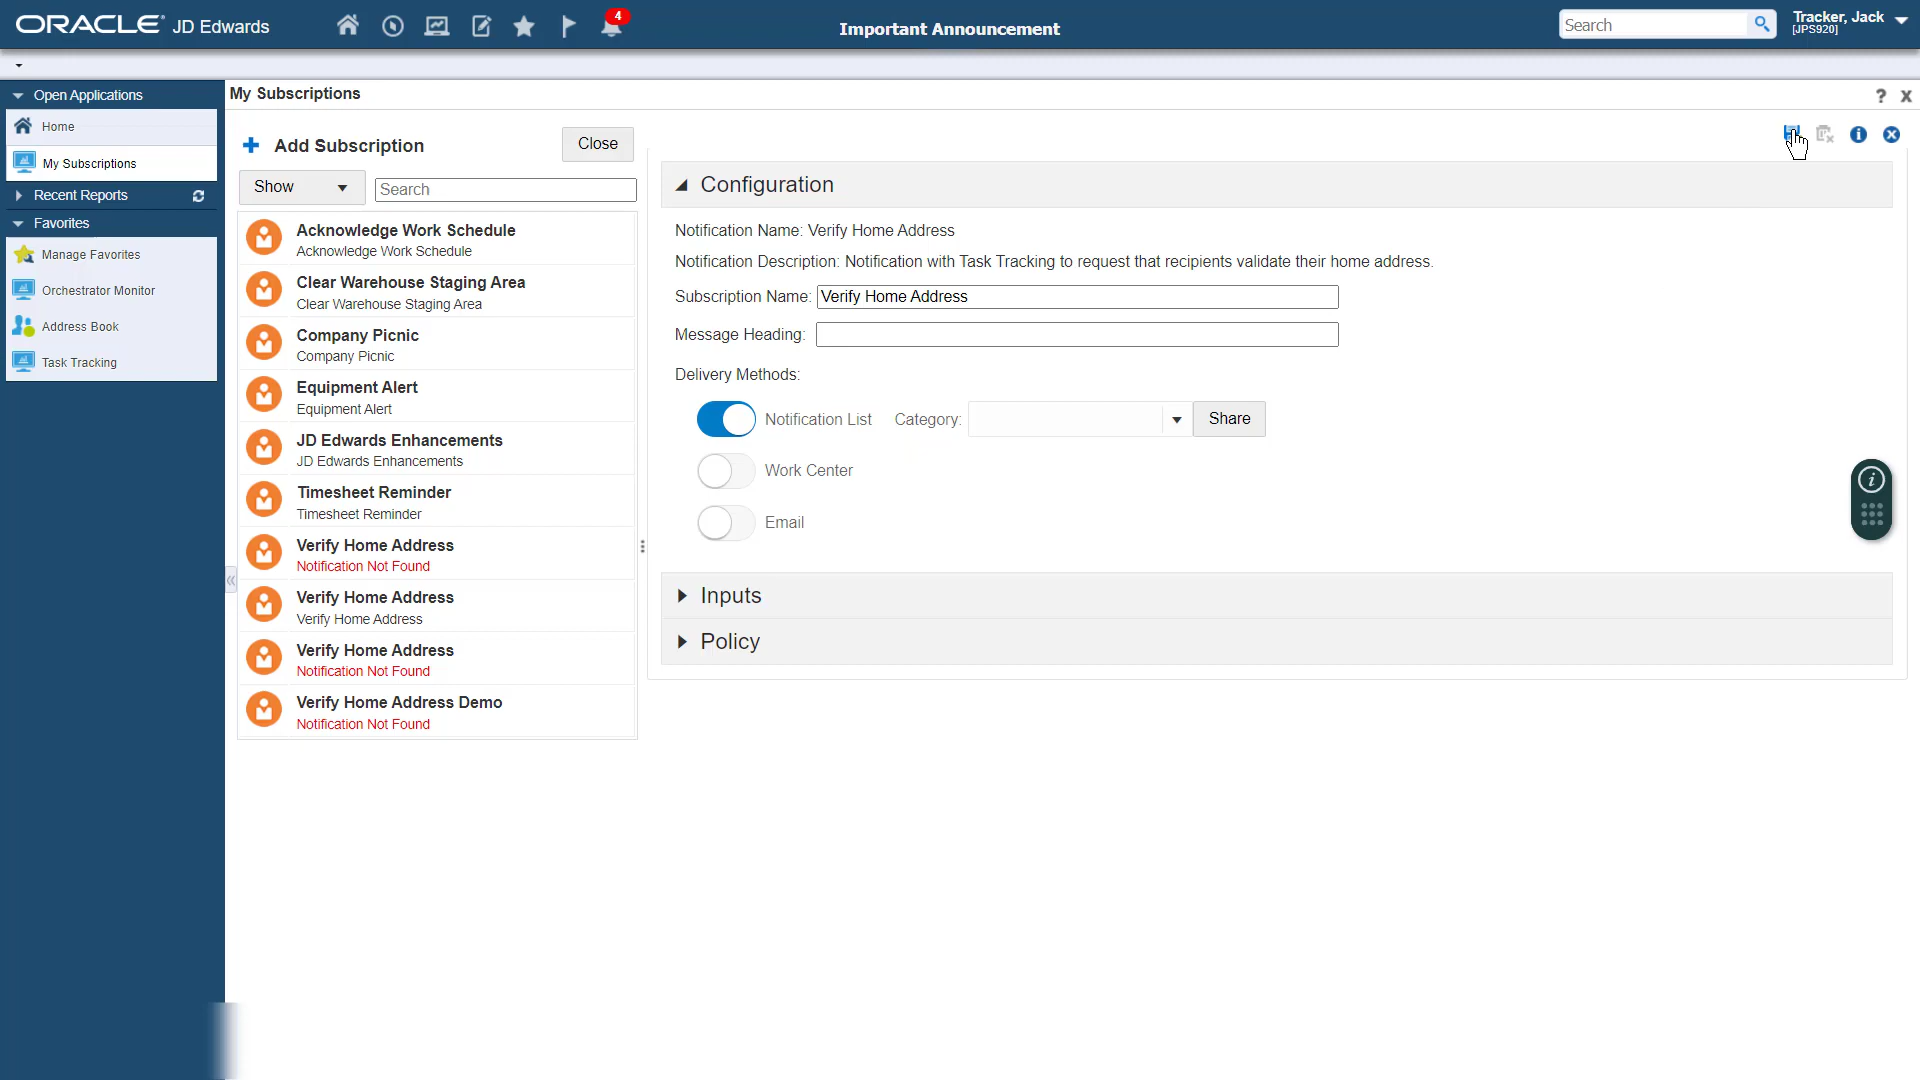 ORACLE JD Edwards
4
Important Announcement
Search
Tracker, Jack
[JPS920]
Open Applications
Home
My Subscriptions
Recent Reports
Favorites
Manage Favorites
Orchestrator Monitor
Address Book
Task Tracking
My Subscriptions
? X
Add Subscription
Close
Show
Search
Acknowledge Work Schedule
Acknowledge Work Schedule
Clear Warehouse Staging Area
Clear Warehouse Staging Area
Company Picnic
Company Picnic
Equipment Alert
Equipment Alert
JD Edwards Enhancements
JD Edwards Enhancements
Timesheet Reminder
Timesheet Reminder
Verify Home Address
Notification Not Found
Verify Home Address
Verify Home Address
Verify Home Address
Notification Not Found
Verify Home Address Demo
Notification Not Found
Configuration
Notification Name: Verify Home Address
Notification Description: Notification with Task Tracking to request that recipients validate their home address.
Subscription Name: Verify Home Address
Message Heading:
Delivery Methods:
Notification List Category: Share
Work Center
Email
Inputs
Policy